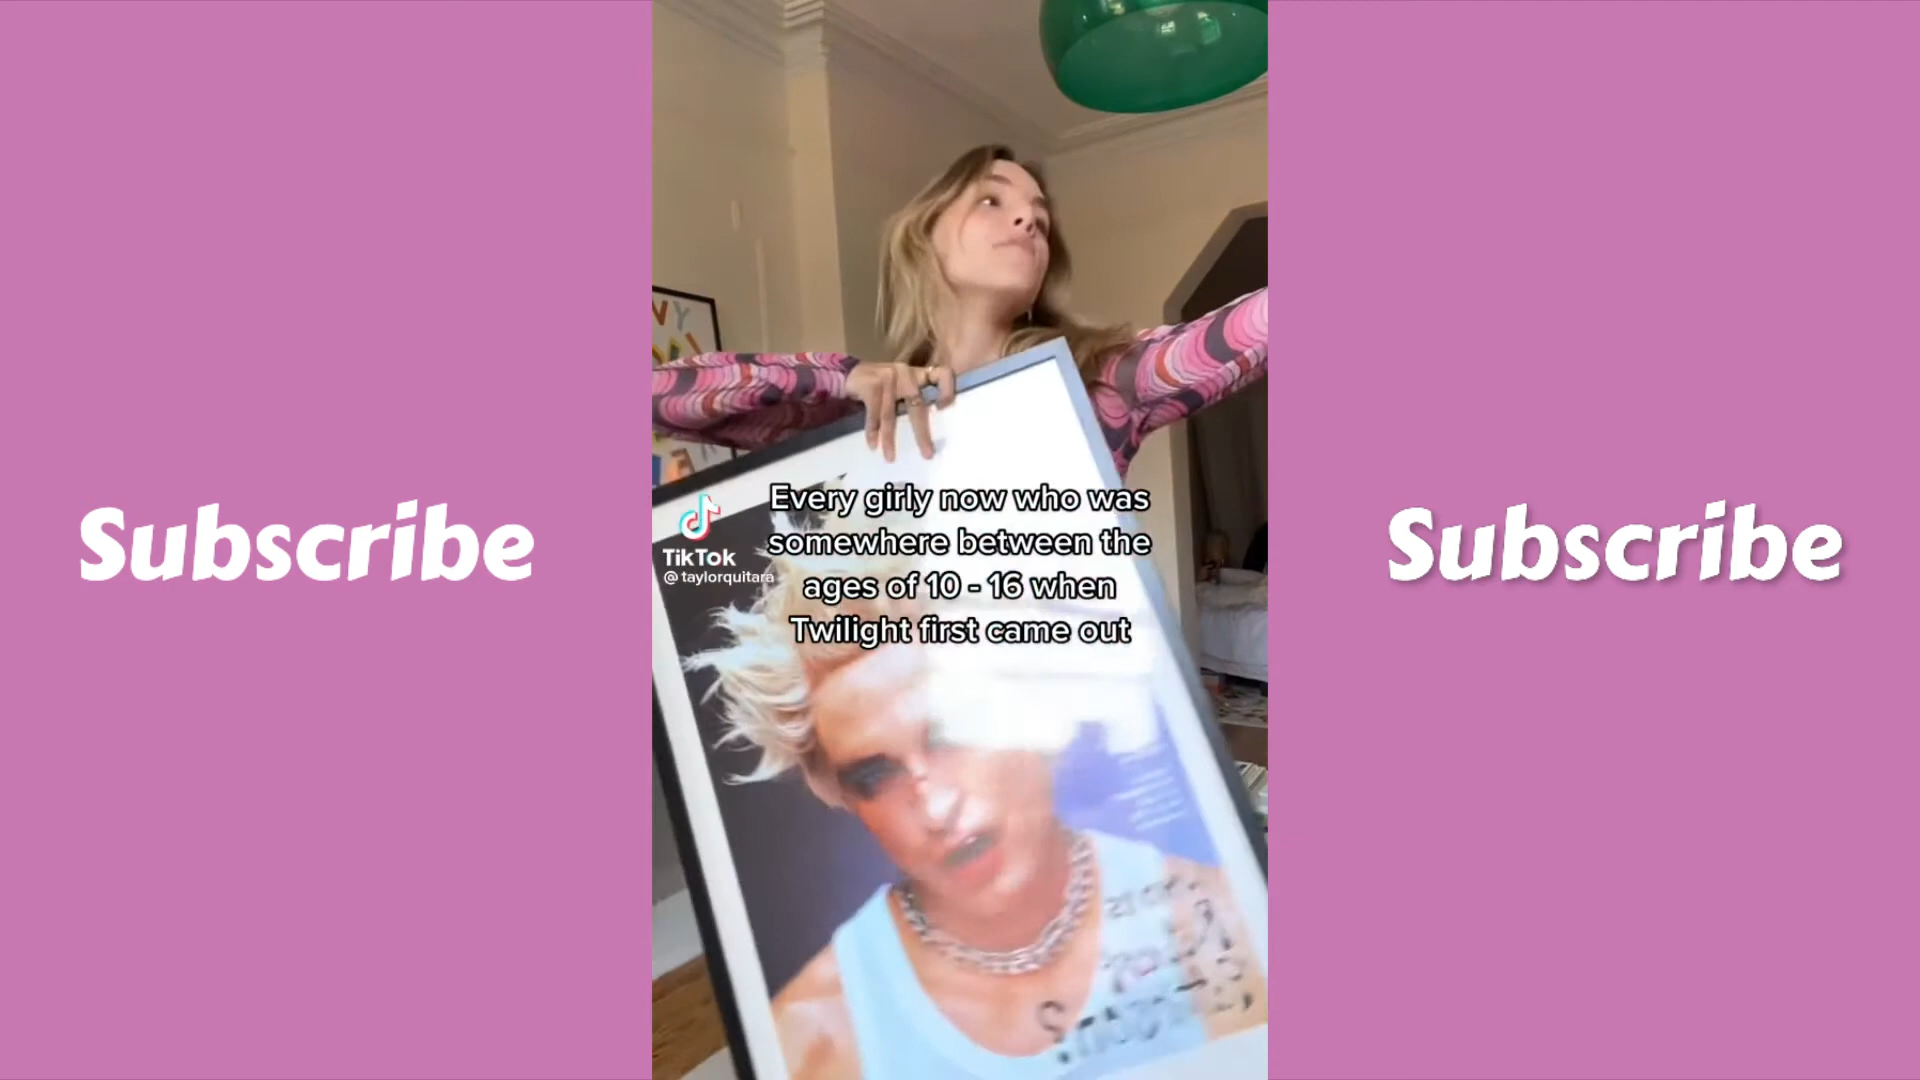 Subscribe
Every girly now who was
somewhere between the
ages of 10 - 16 when
Twilight first came out
TikTok
@taylorquitara
Subscribe